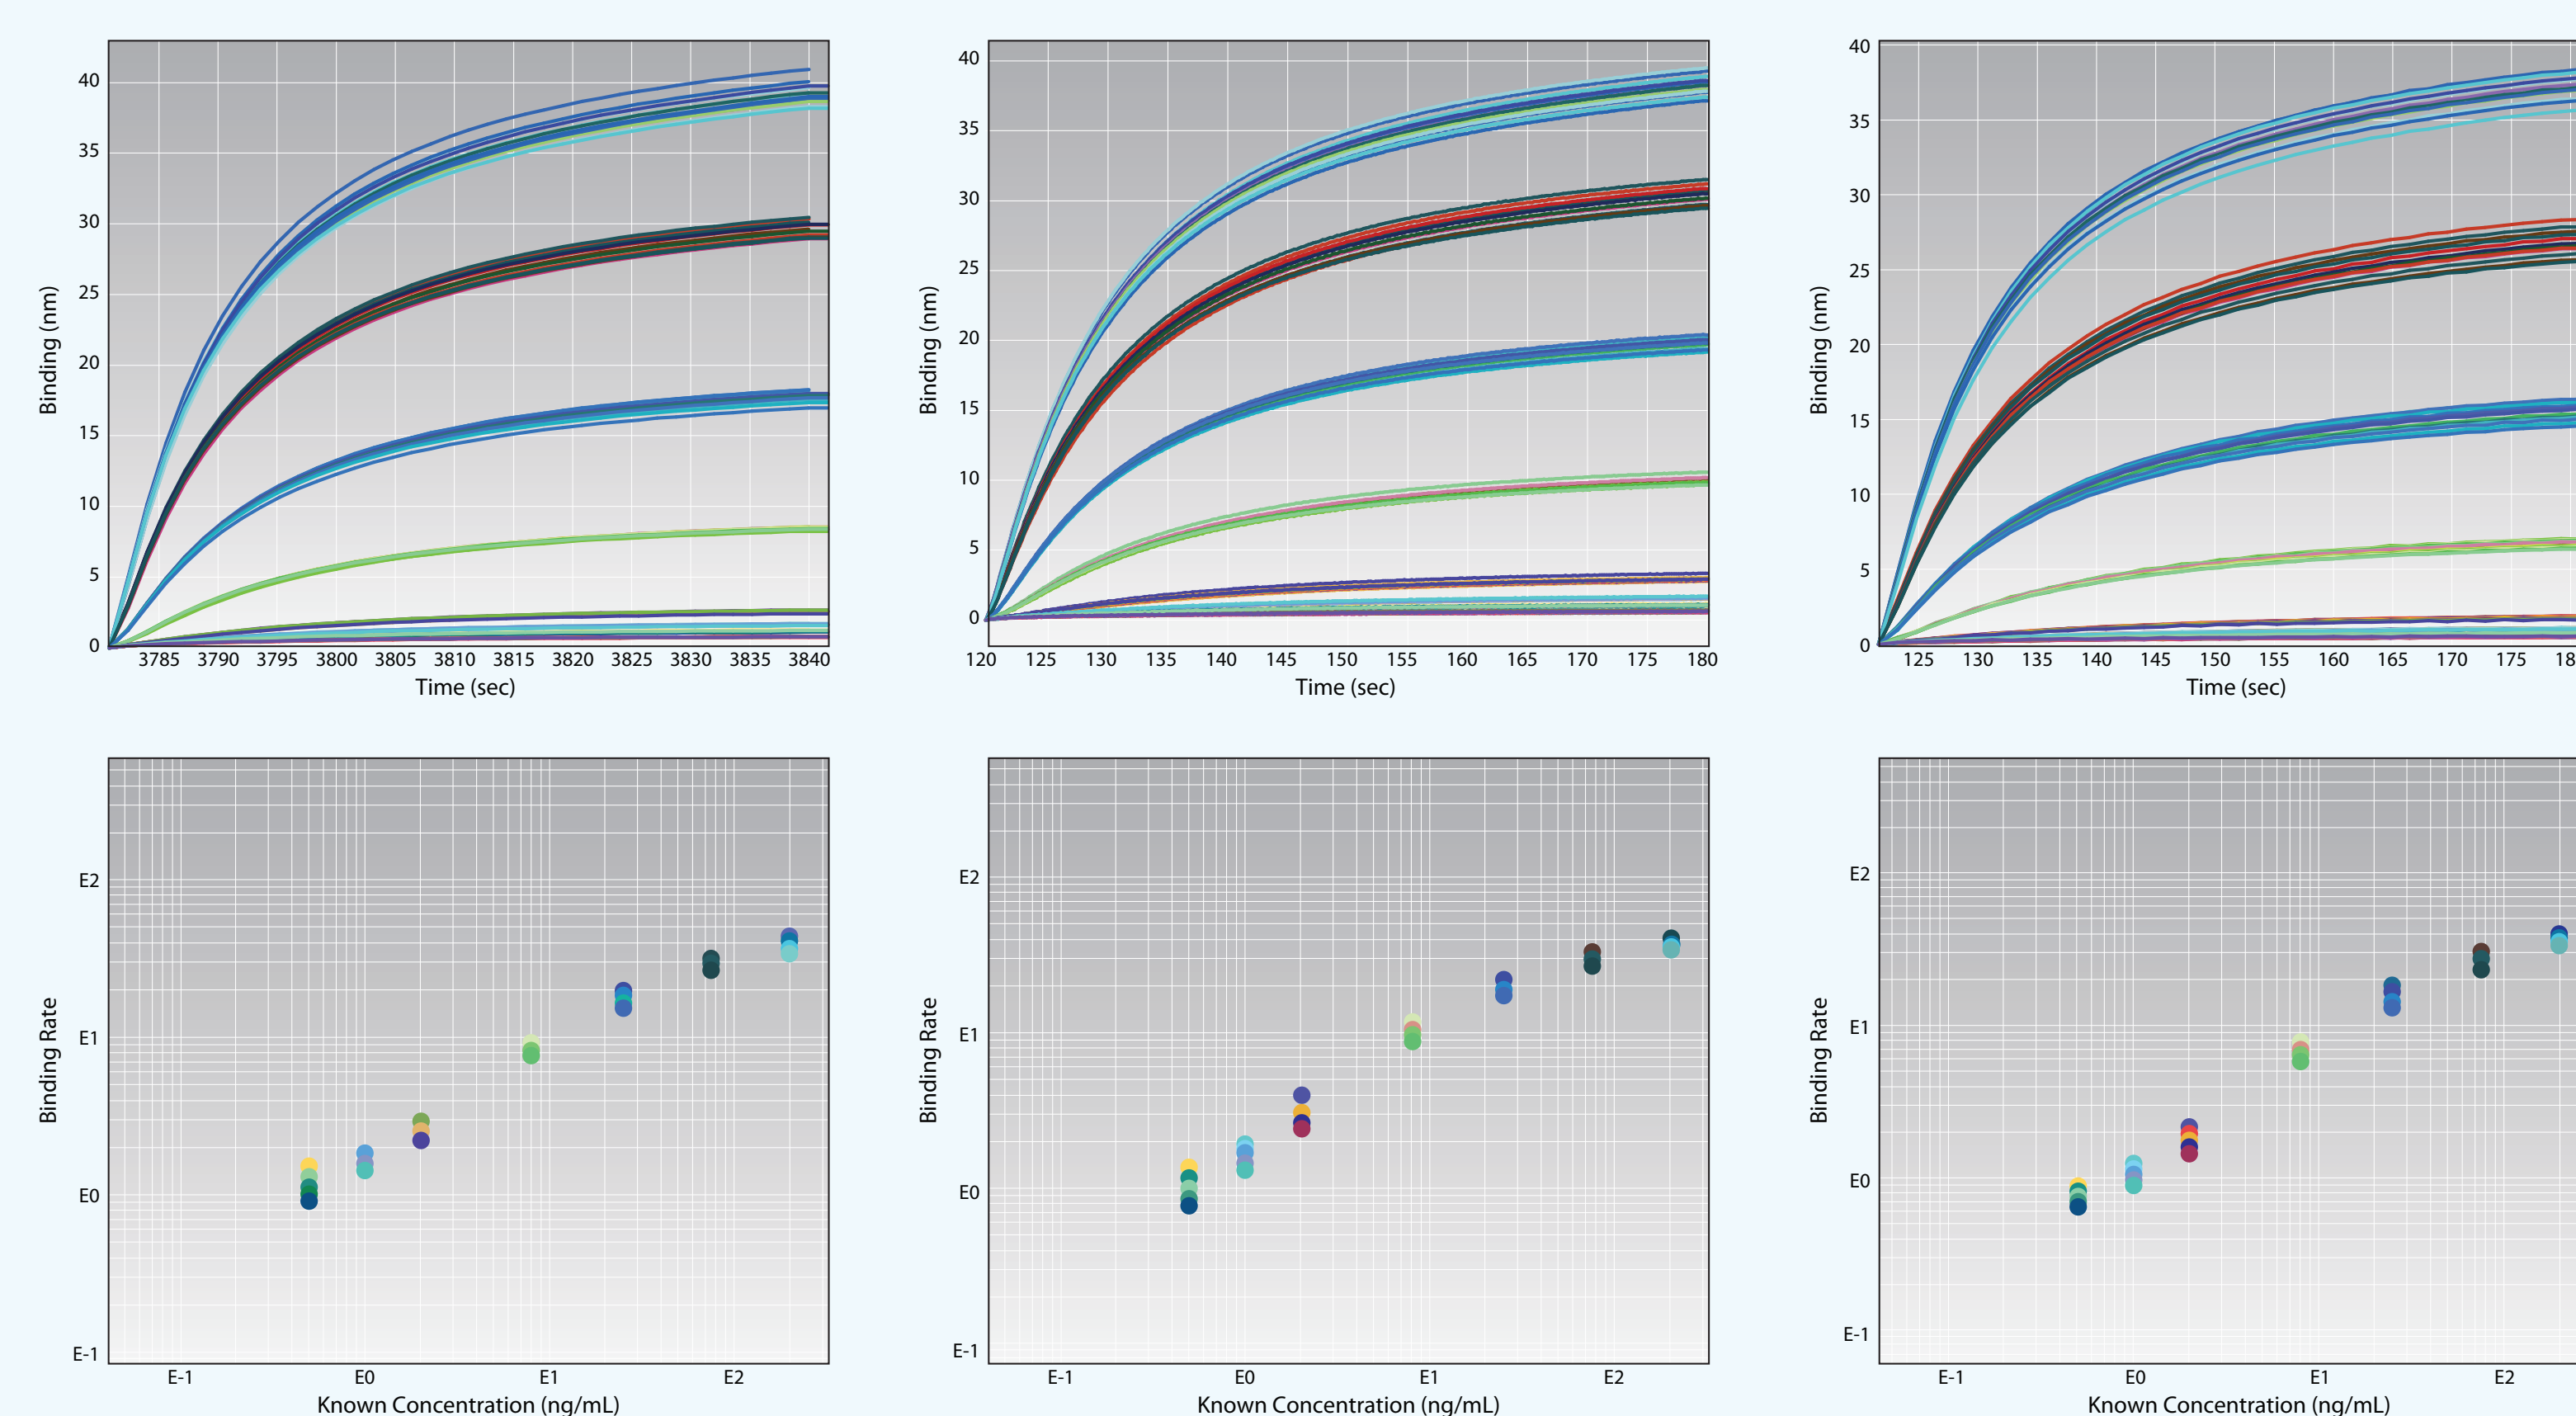 40
35
30
25
20
15
10
5
0
Binding (nm)
3785 3790 3795 3800 3805 3810 3815 3820 3825 3830 3835 3840
Time (sec)
40
35
30
25
20
15
10
5
0
Binding (nm)
120 125 130 135 140 145 150 155 160 165 170 175 180
Time (sec)
40
35
30
25
20
15
10
5
0
Binding (nm)
125 130 135 140 145 150 155 160 165 170 175 18
Time (sec)
E2
E1
E0
E-1
Binding Rate
E-1 E0 E1 E2
Known Concentration (ng/mL)
E2
E1
E0
E-1
Binding Rate
E-1 E0 E1 E2
Known Concentration (ng/mL)
E2
E1
E0
E-1
Binding Rate
E-1 E0 E1 E2
Known Concentration (ng/mL)